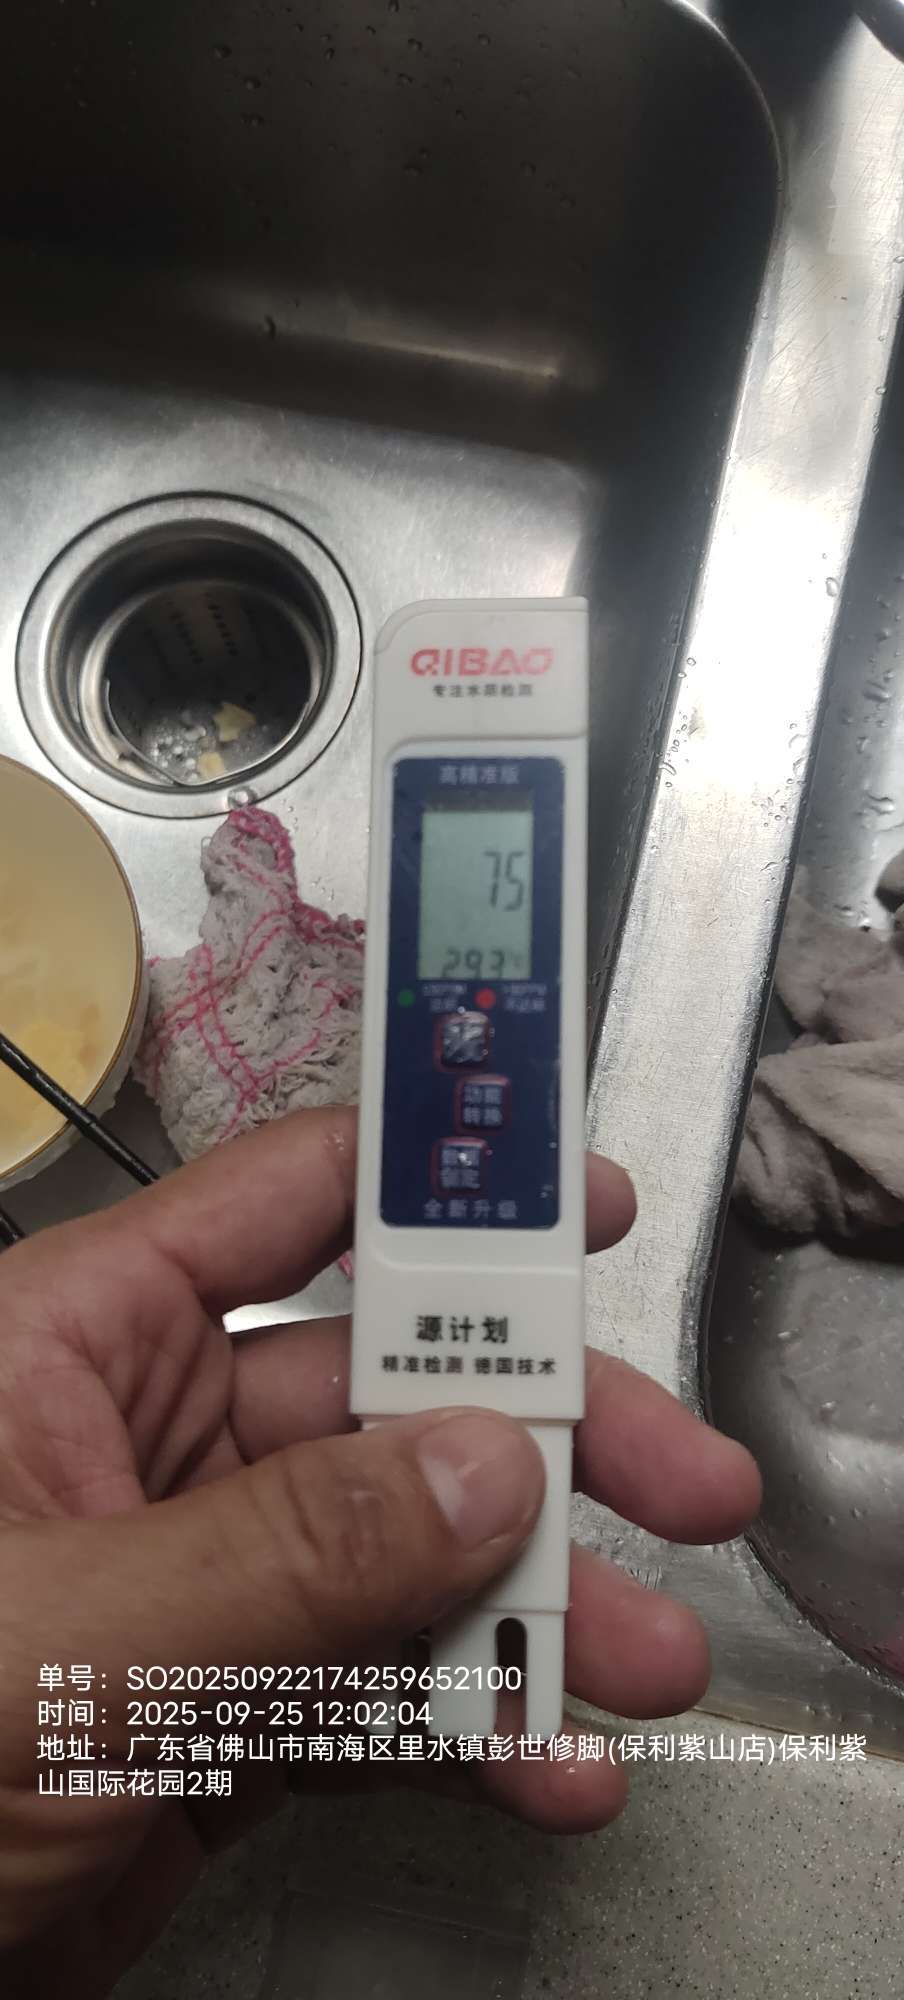 QIBAO
专注水质检测
高精准版
75
29.3°C
功能
转换
数据
锁定
全新升级
源计划
精准检测 德国技术
单号：SO20250922174259652100
时间：2025-09-25 12:02:04
地址：广东省佛山市南海区里水镇彭世修脚(保利紫山店)保利紫
山国际花园2期